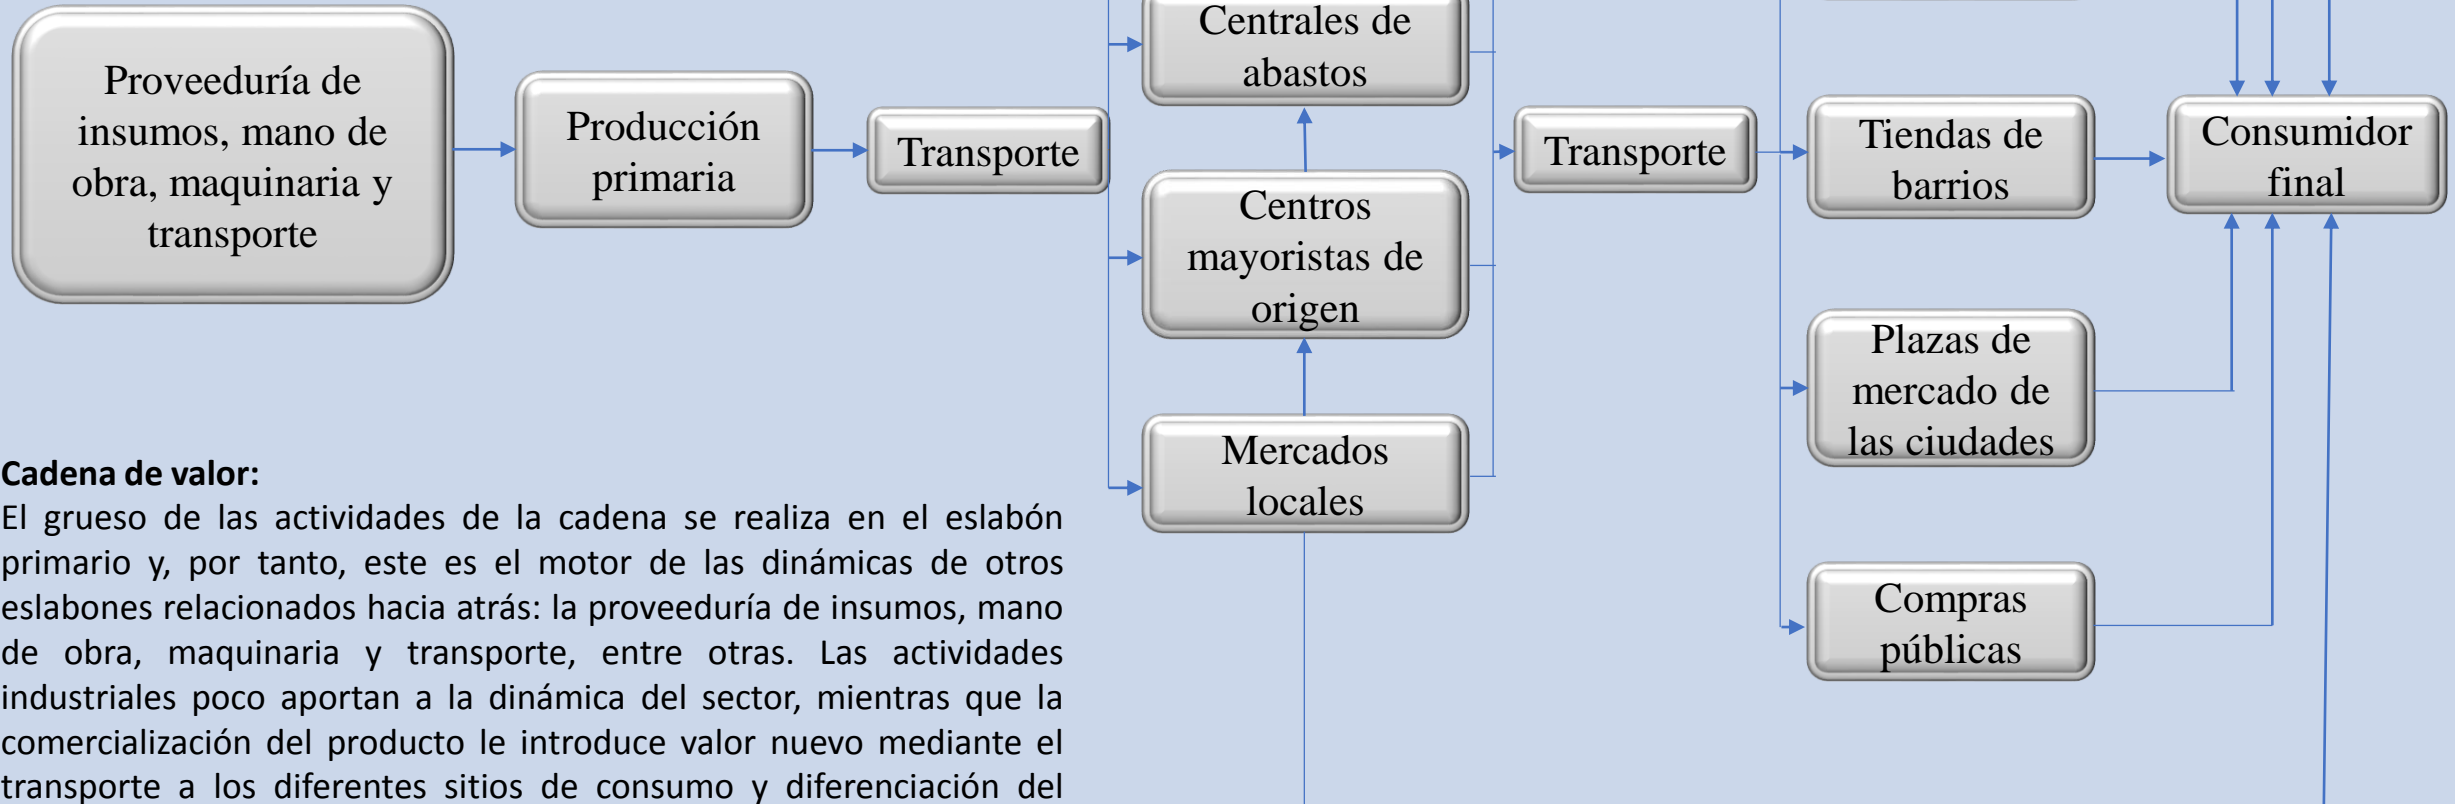 Proveeduría de
insumos, mano de
obra, maquinaria y
transporte
Producción
primaria
Transporte
Centrales de
abastos
Centros
mayoristas de
origen
Mercados
locales
Transporte
Tiendas de
barrios
Plazas de
mercado de
las ciudades
Compras
públicas
Consumidor
final
Cadena de valor:
El grueso de las actividades de la cadena se realiza en el eslabón
primario y, por tanto, este es el motor de las dinámicas de otros
eslabones relacionados hacia atrás: la proveeduría de insumos, mano
de obra, maquinaria y transporte, entre otras. Las actividades
industriales poco aportan a la dinámica del sector, mientras que la
comercialización del producto le introduce valor nuevo mediante el
transporte a los diferentes sitios de consumo y diferenciación del